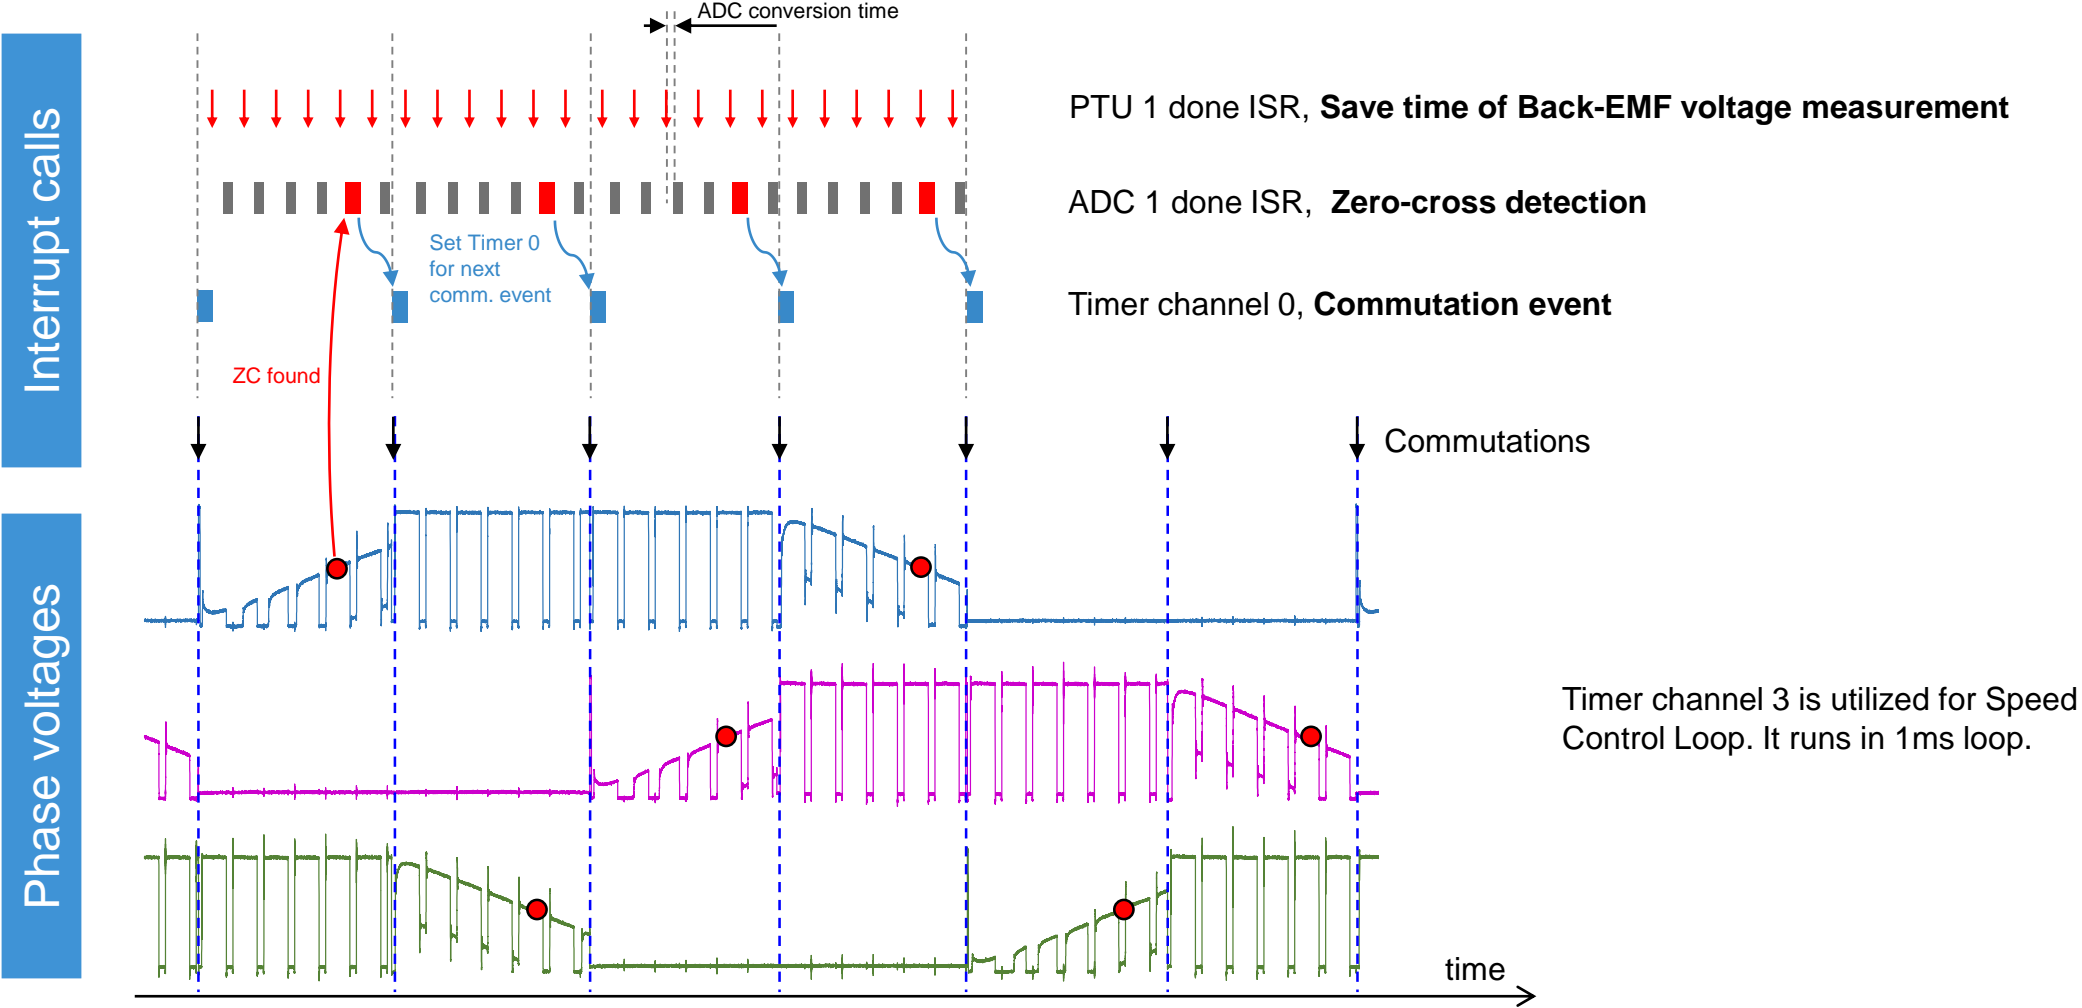 ADC conversion time
Interrupt calls
PTU 1 done ISR, Save time of Back-EMF voltage measurement
ADC 1 done ISR, Zero-cross detection
Set Timer 0
for next
comm. event
Timer channel 0, Commutation event
ZC found
Commutations
Phase voltages
Timer channel 3 is utilized for Speed
Control Loop. It runs in 1ms loop.
time